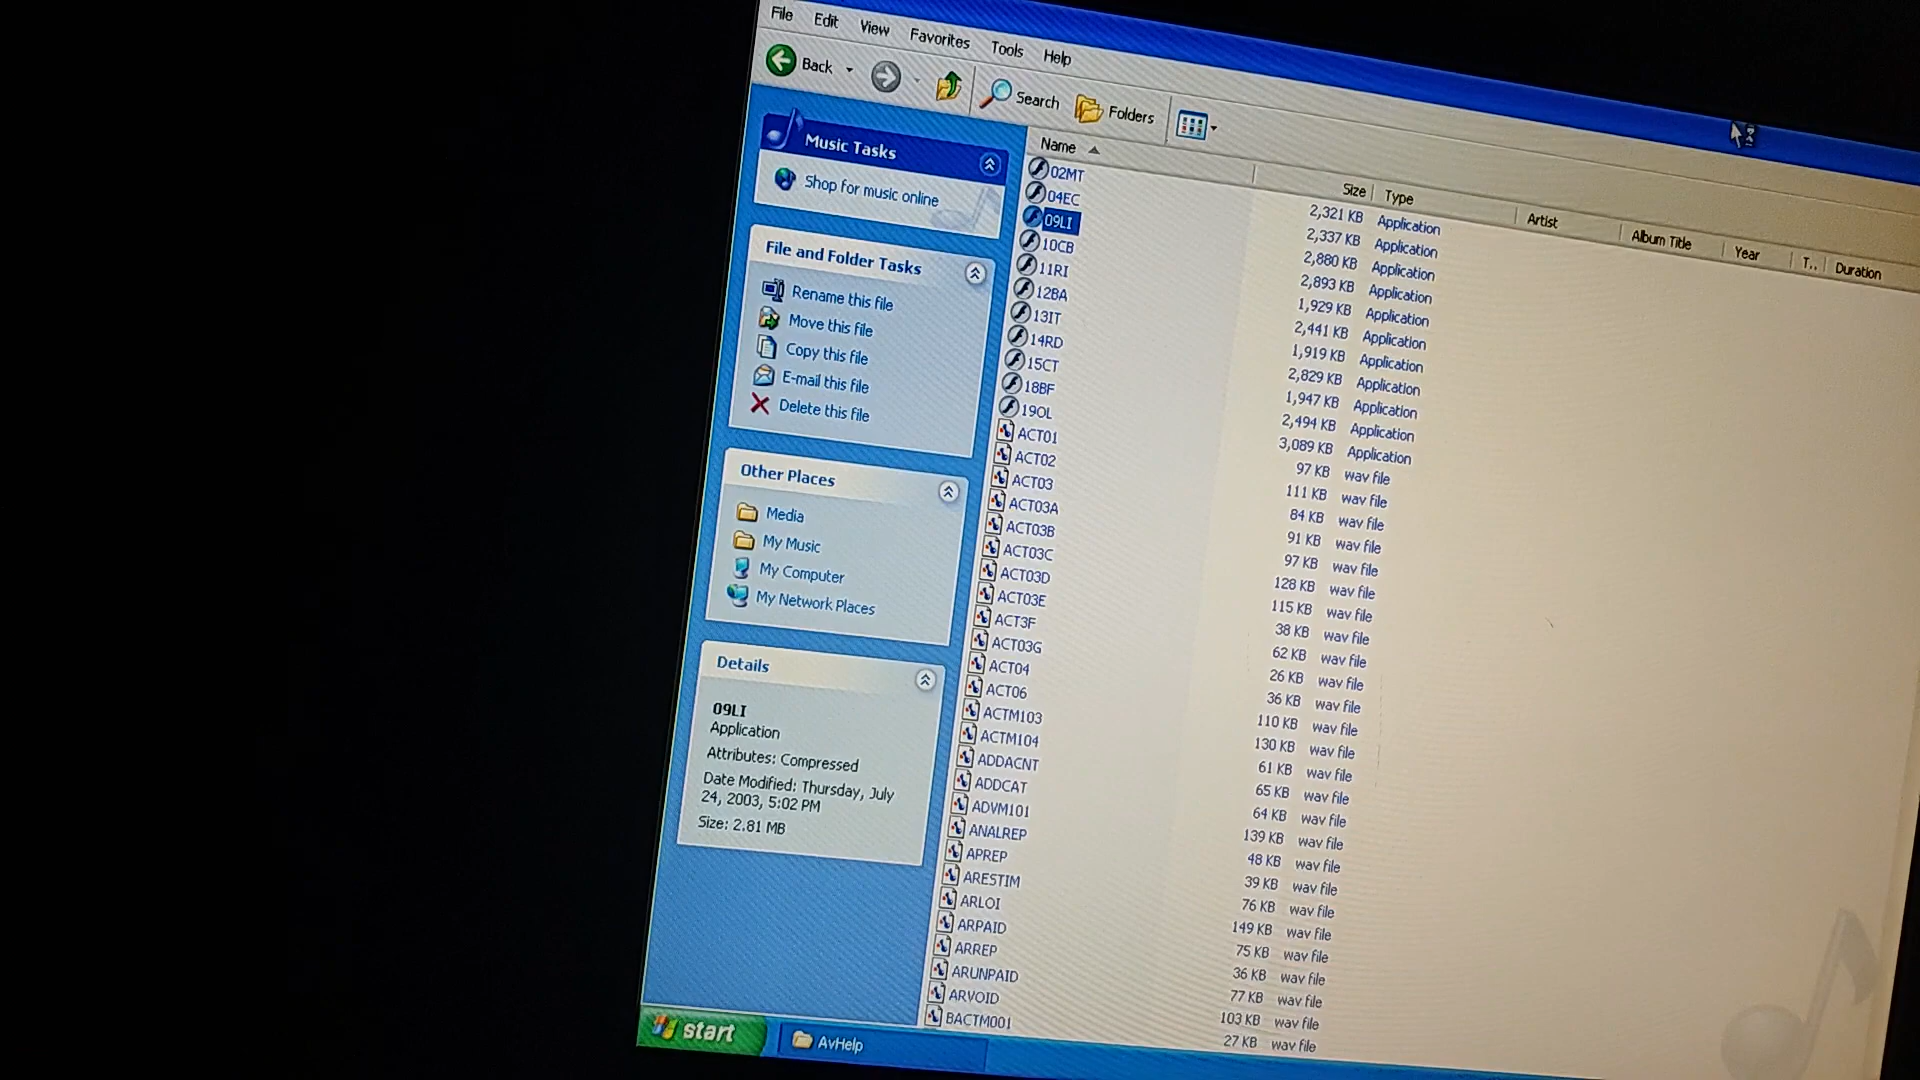 File Edit View Favorites Tools Help
Back Search Folders
Music Tasks
Shop for music online
File and Folder Tasks
Rename this file
Move this file
Copy this file
E-mail this file
Delete this file
Other Places
Media
My Music
My Computer
My Network Places
Details
09LI
Application
Attributes: Compressed
Date Modified: Thursday, July
24, 2003, 5:02 PM
Size: 2.81 MB
Name Size Type Artist Album Title Year T.. Duration
02MT 2,321 KB Application
04EC 2,337 KB Application
09LI 2,880 KB Application
10CB 2,893 KB Application
11RI 1,929 KB Application
12BA 2,441 KB Application
13IT 1,919 KB Application
14RD 2,829 KB Application
15CT 1,947 KB Application
18BF 2,494 KB Application
19OL 3,089 KB Application
ACT01 97 KB wav file
ACT02 111 KB wav file
ACT03 84 KB wav file
ACT03A 91 KB wav file
ACT03B 97 KB wav file
ACT03C 128 KB wav file
ACT03D 115 KB wav file
ACT03E 38 KB wav file
ACT3F 62 KB wav file
ACT03G 26 KB wav file
ACT04 36 KB wav file
ACT06 110 KB wav file
ACTM103 130 KB wav file
ACTM104 61 KB wav file
ADDACNT 65 KB wav file
ADDCAT 64 KB wav file
ADVM101 139 KB wav file
ANALREP 48 KB wav file
APREP 39 KB wav file
ARESTIM 76 KB wav file
ARLOI 149 KB wav file
ARPAID 75 KB wav file
ARREP 36 KB wav file
ARUNPAID 77 KB wav file
ARVOID 103 KB wav file
BACTM001 27 KB wav file
start AvHelp